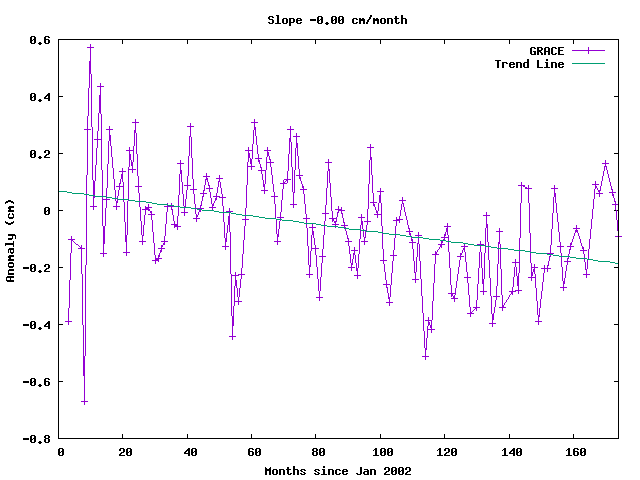 Slope -0.00 cm/month
GRACE
Trend Line
0.6
0.4
0.2
0
-0.2
-0.4
-0.6
-0.8
Anomaly (cm)
0 20 40 60 80 100 120 140 160
Months since Jan 2002